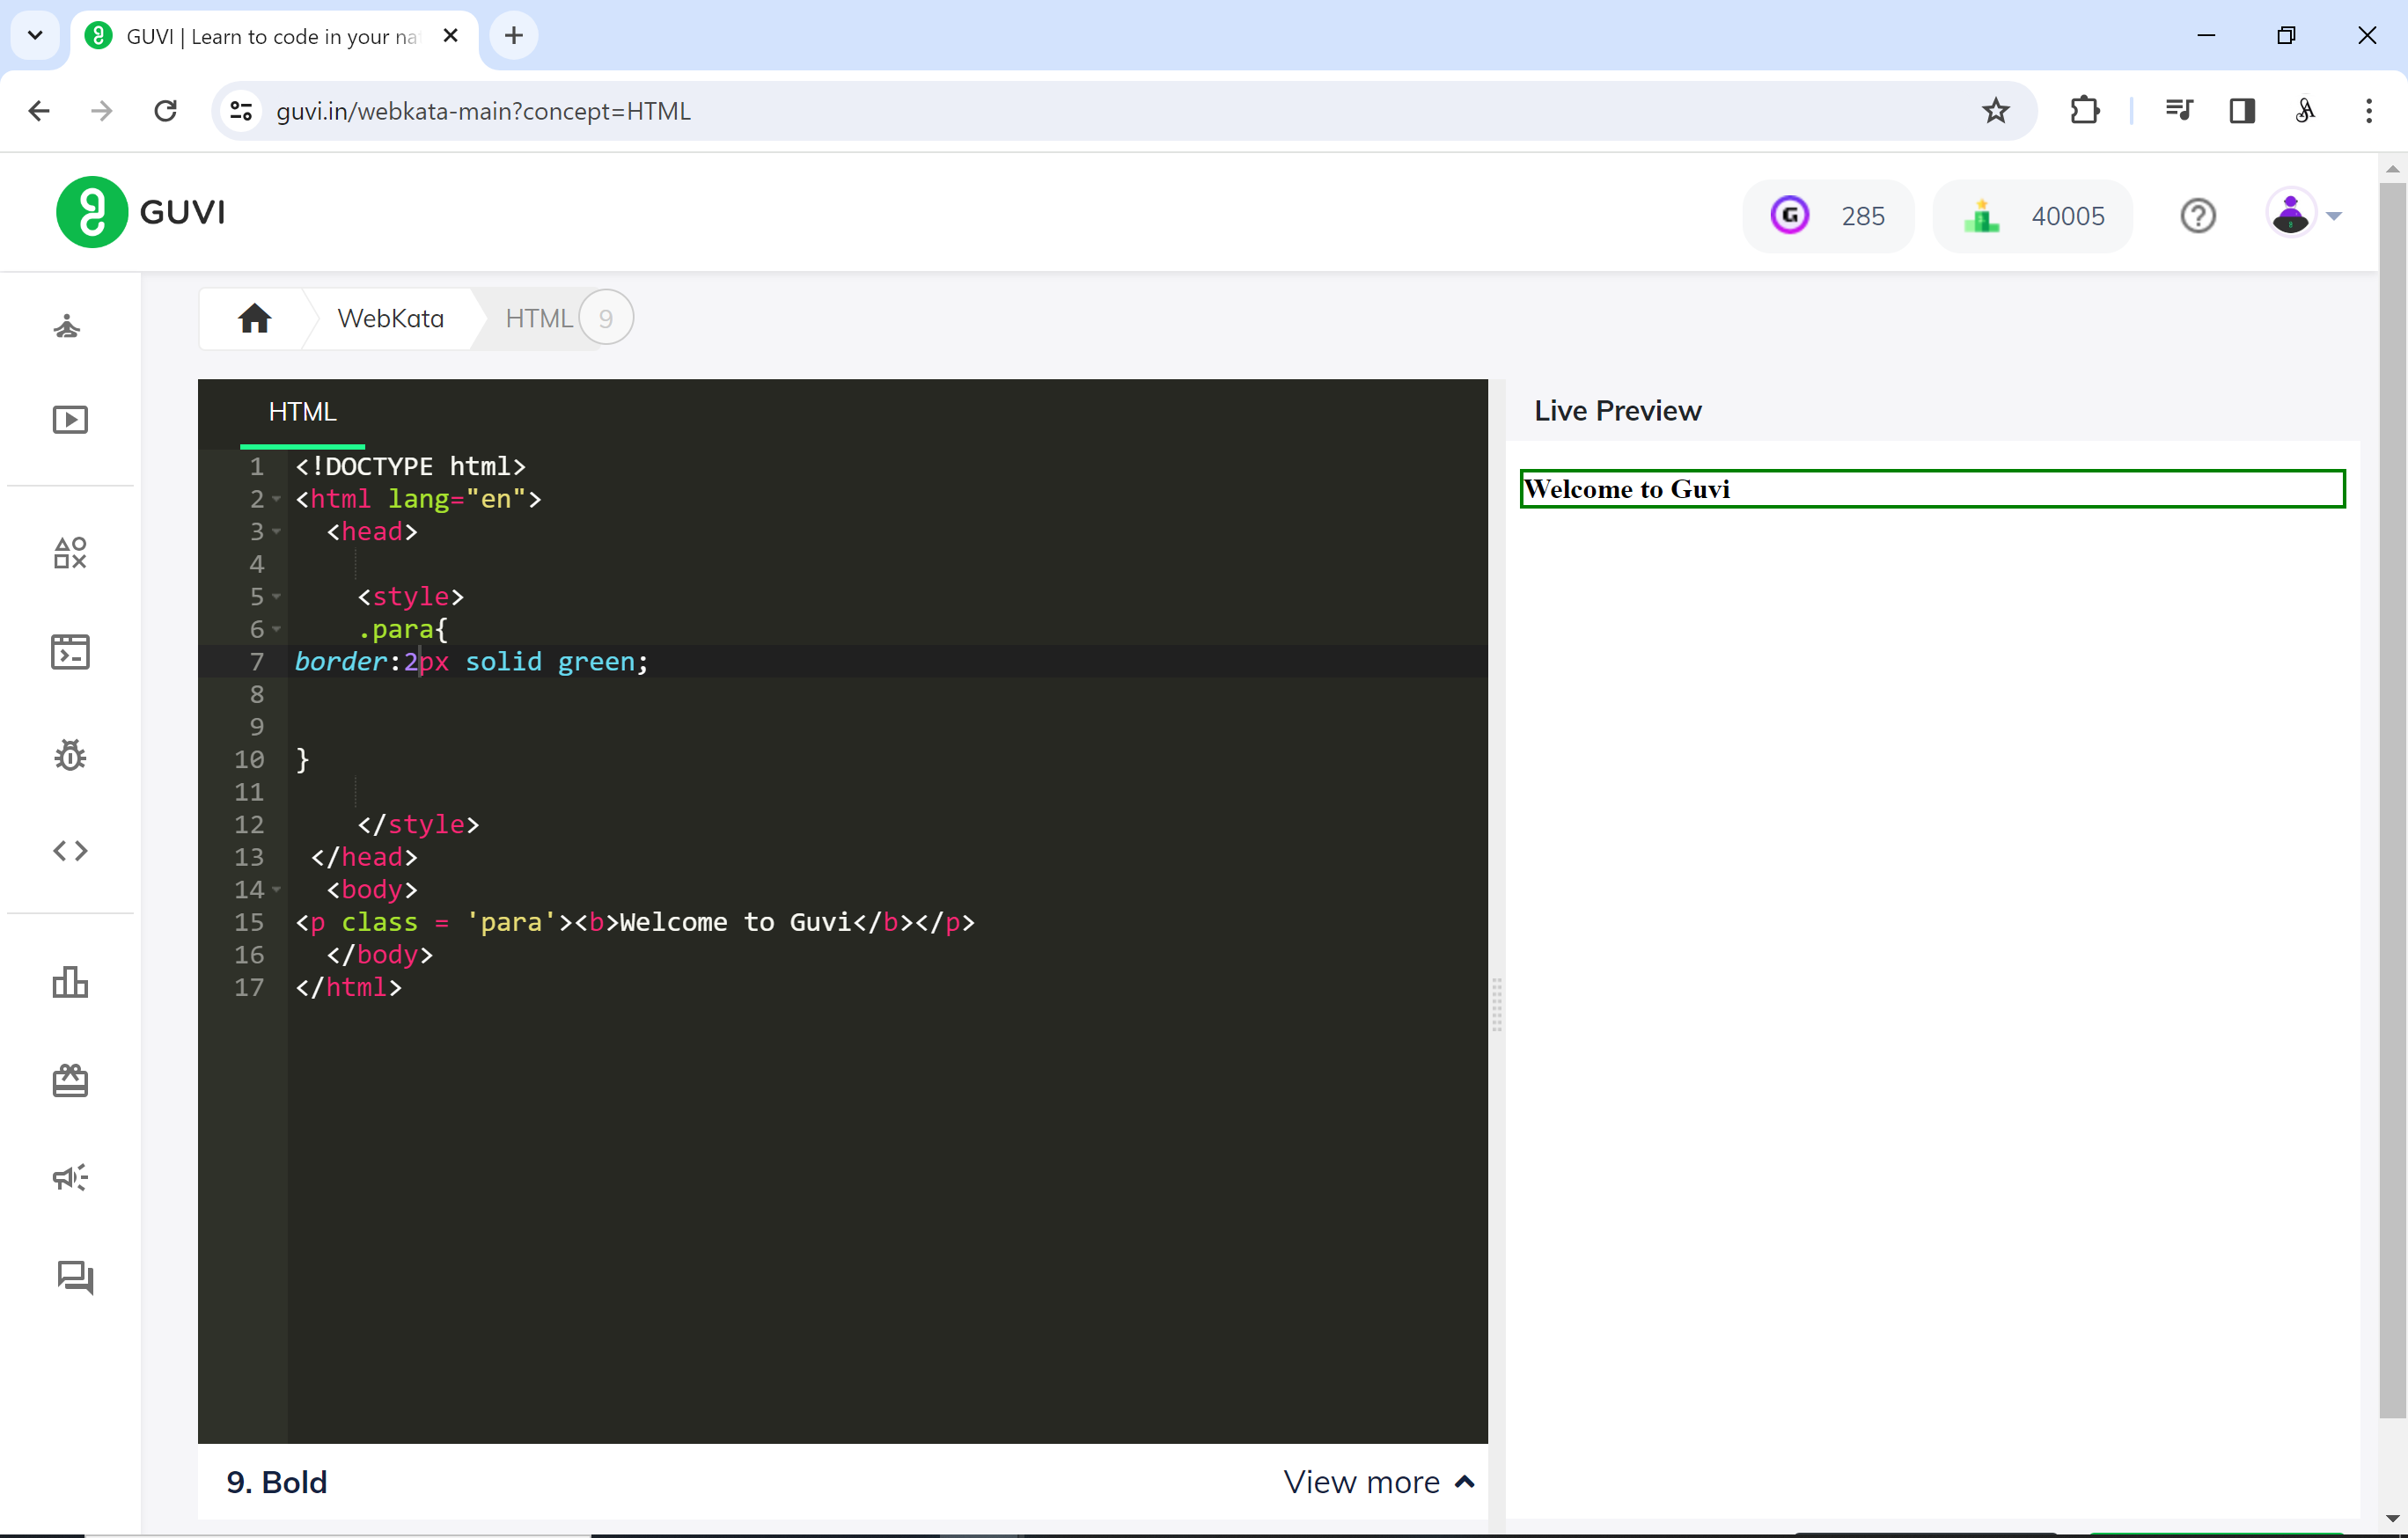 GUVI | Learn to code in your na
guvi.in/webkata-main?concept=HTML
GUVI
G 285 40005
WebKata HTML 9
HTML
Live Preview
1 <!DOCTYPE html>
2 <html lang="en">
3 <head>
4
5 <style>
6 .para{
7 border:2px solid green;
8
9
10 }
11
12 </style>
13 </head>
14 <body>
15 <p class = 'para'><b>Welcome to Guvi</b></p>
16 </body>
17 </html>
Welcome to Guvi
9. Bold
View more